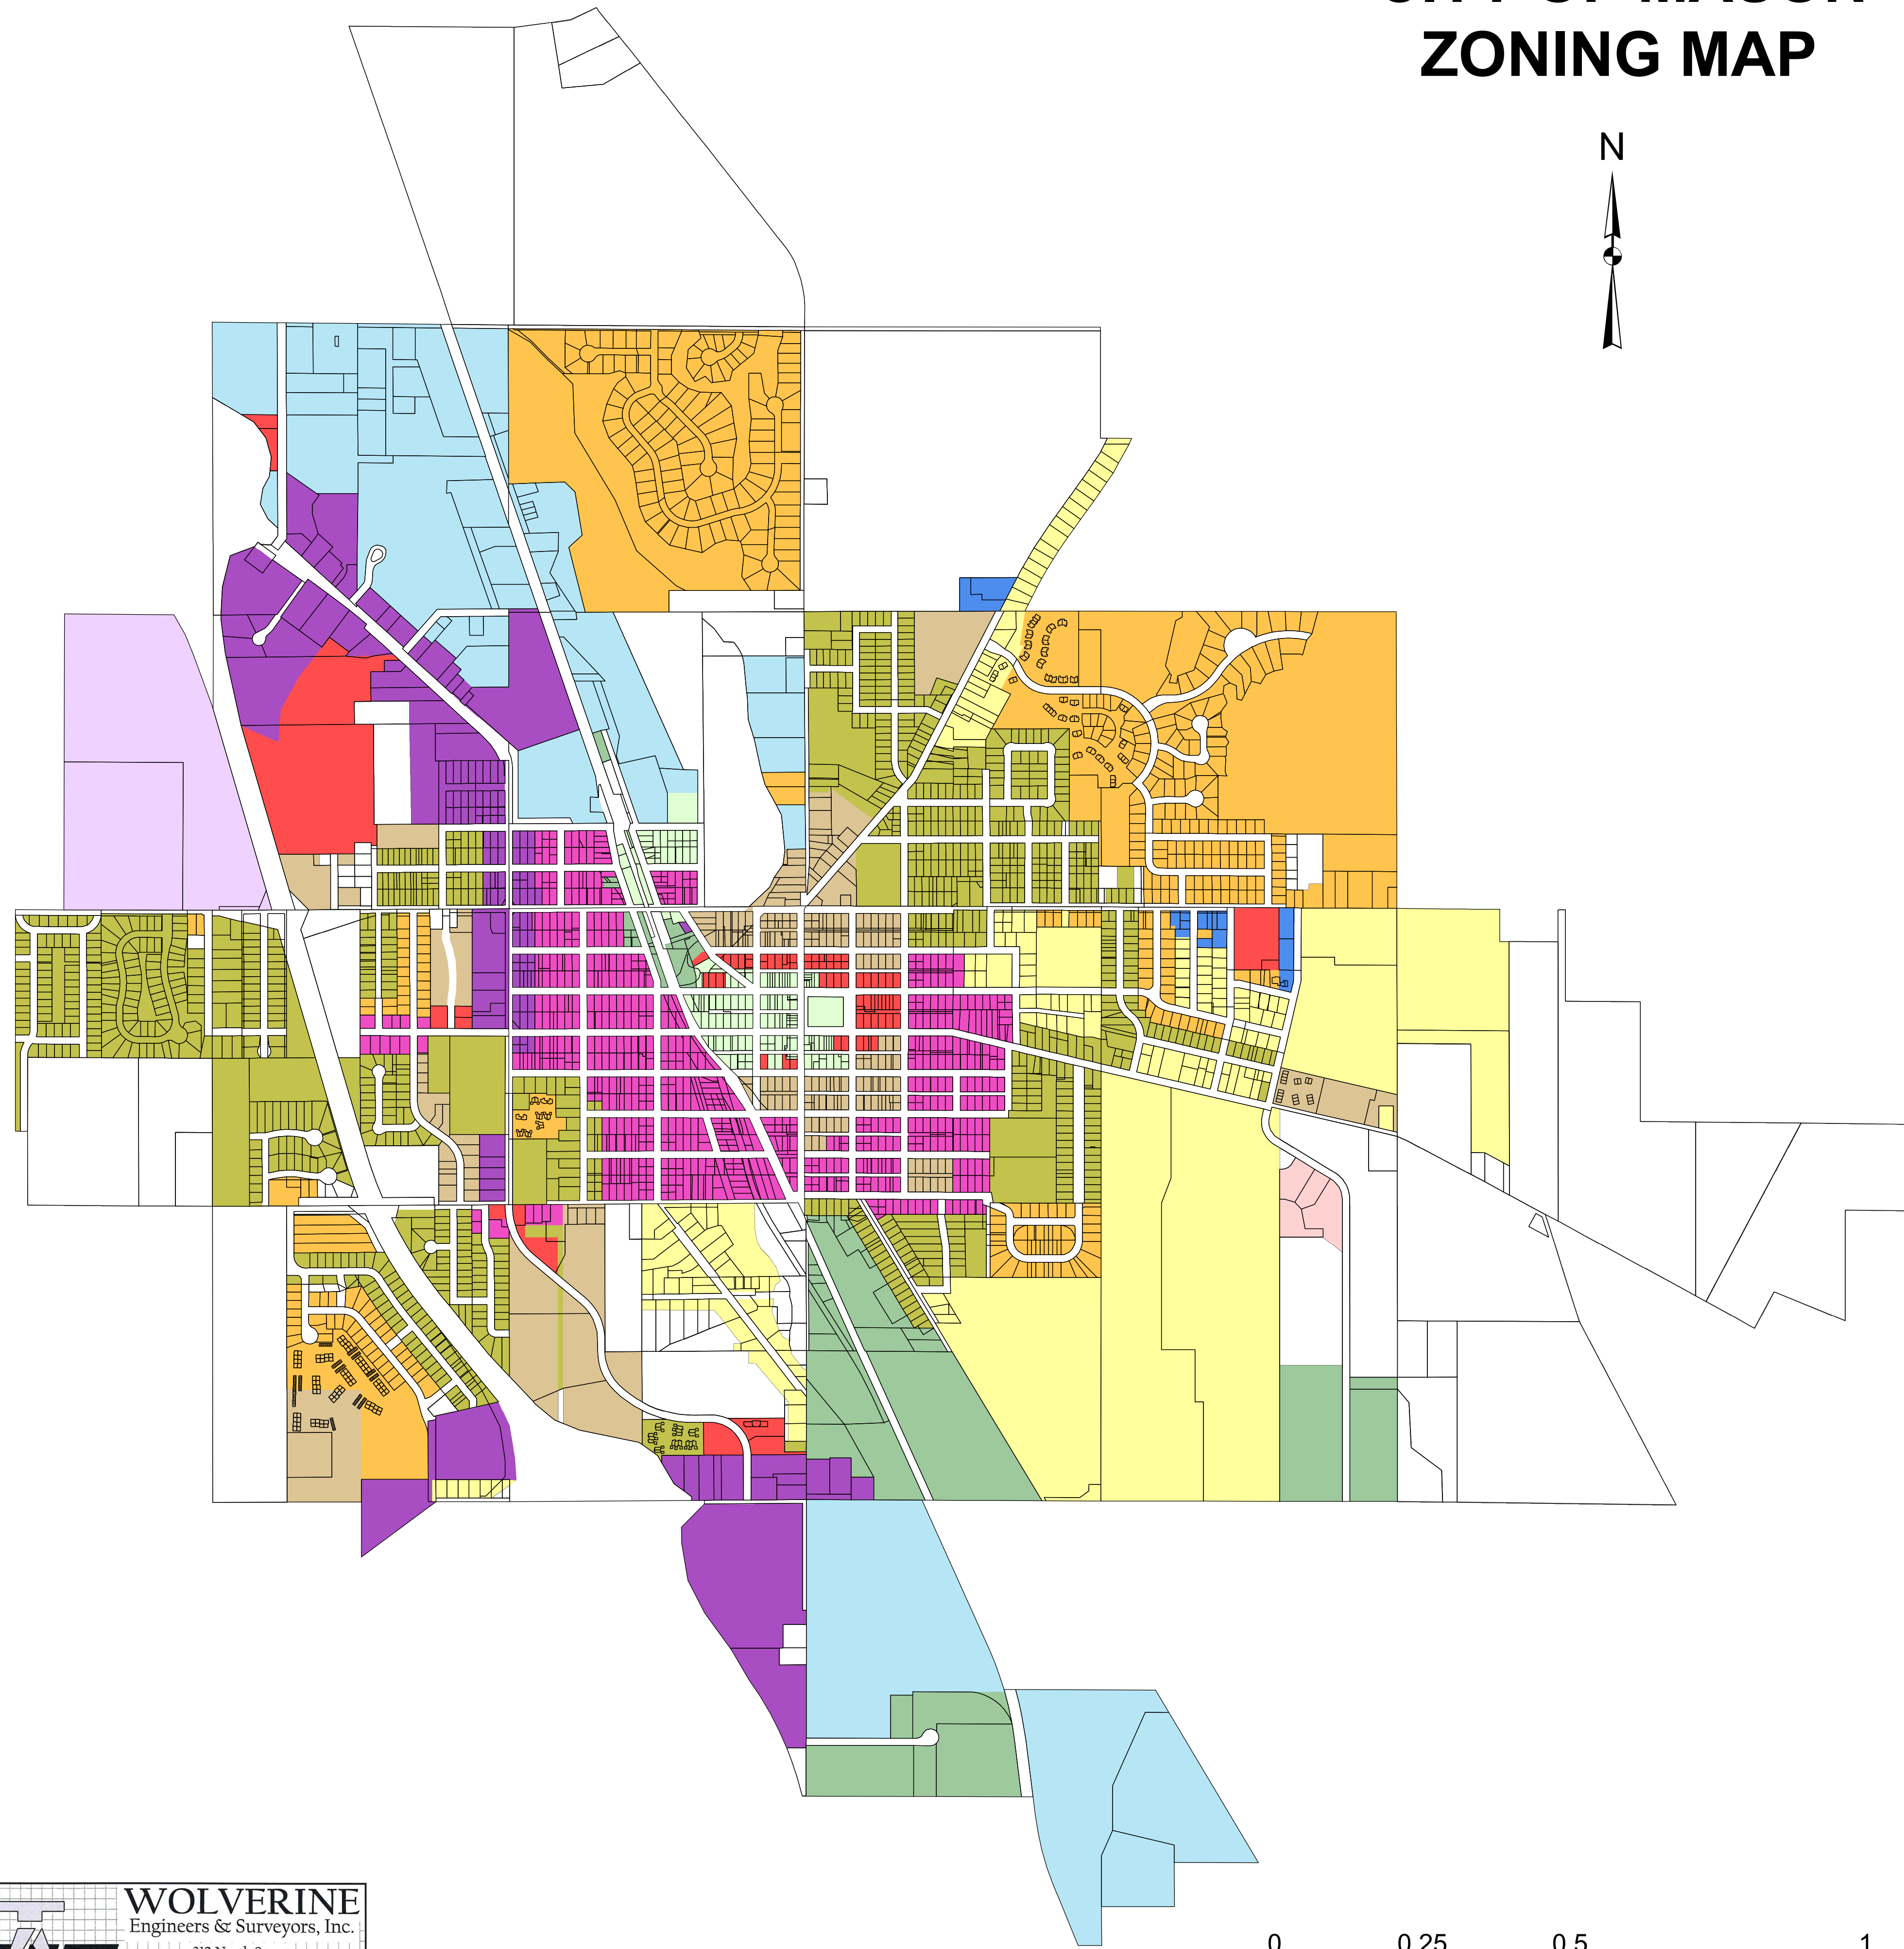 ZONING MAP
N
WOLVERINE
Engineers & Surveyors, Inc.
0 0.25 0.5 1